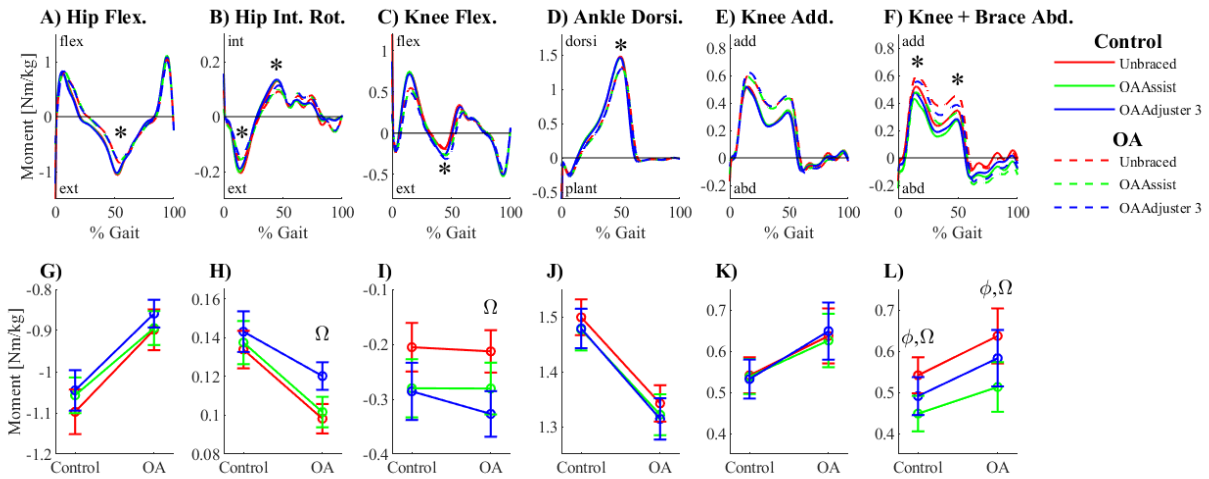 A) Hip Flex. B) Hip Int. Rot. C) Knee Flex. D) Ankle Dorsi. E) Knee Add. F) Knee + Brace Abd.
flex int flex dorsi add add
ext ext ext plant abd abd
* * * * * * * *
Moment [Nm/kg]
1 0 -1
0.2 0 -0.2
1 0.5 0 -0.5
1.5 1 0.5 0 -0.5
0.8 0.6 0.4 0.2 0 -0.2
0.8 0.6 0.4 0.2 0 -0.2
0 50 100 0 50 100 0 50 100 0 50 100 0 50 100 0 50 100
% Gait % Gait % Gait % Gait % Gait % Gait
Control
Unbraced
OAAssist
OAAdjuster 3
OA
Unbraced
OAAssist
OAAdjuster 3
G) H) I) J) K) L)
Moment [Nm/kg]
-0.8 -0.9 -1 -1.1 -1.2
0.16 0.14 0.12 0.1 0.08
-0.1 -0.2 -0.3 -0.4
1.5 1.4 1.3
0.7 0.6 0.5 0.4
0.7 0.6 0.5 0.4
Ω Ω ϕ,Ω ϕ,Ω
Control OA Control OA Control OA Control OA Control OA Control OA